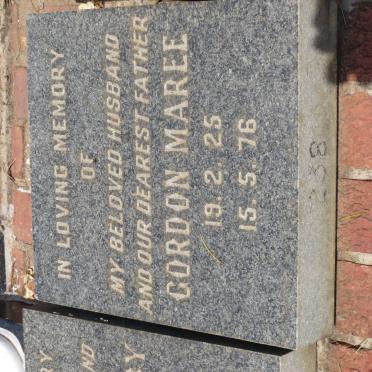 IN LOVING MEMORY
OF
MY BELOVED HUSBAND
AND OUR DEAREST FATHER
GORDON MAREE
19. 2. 25
15. 5. 76
238